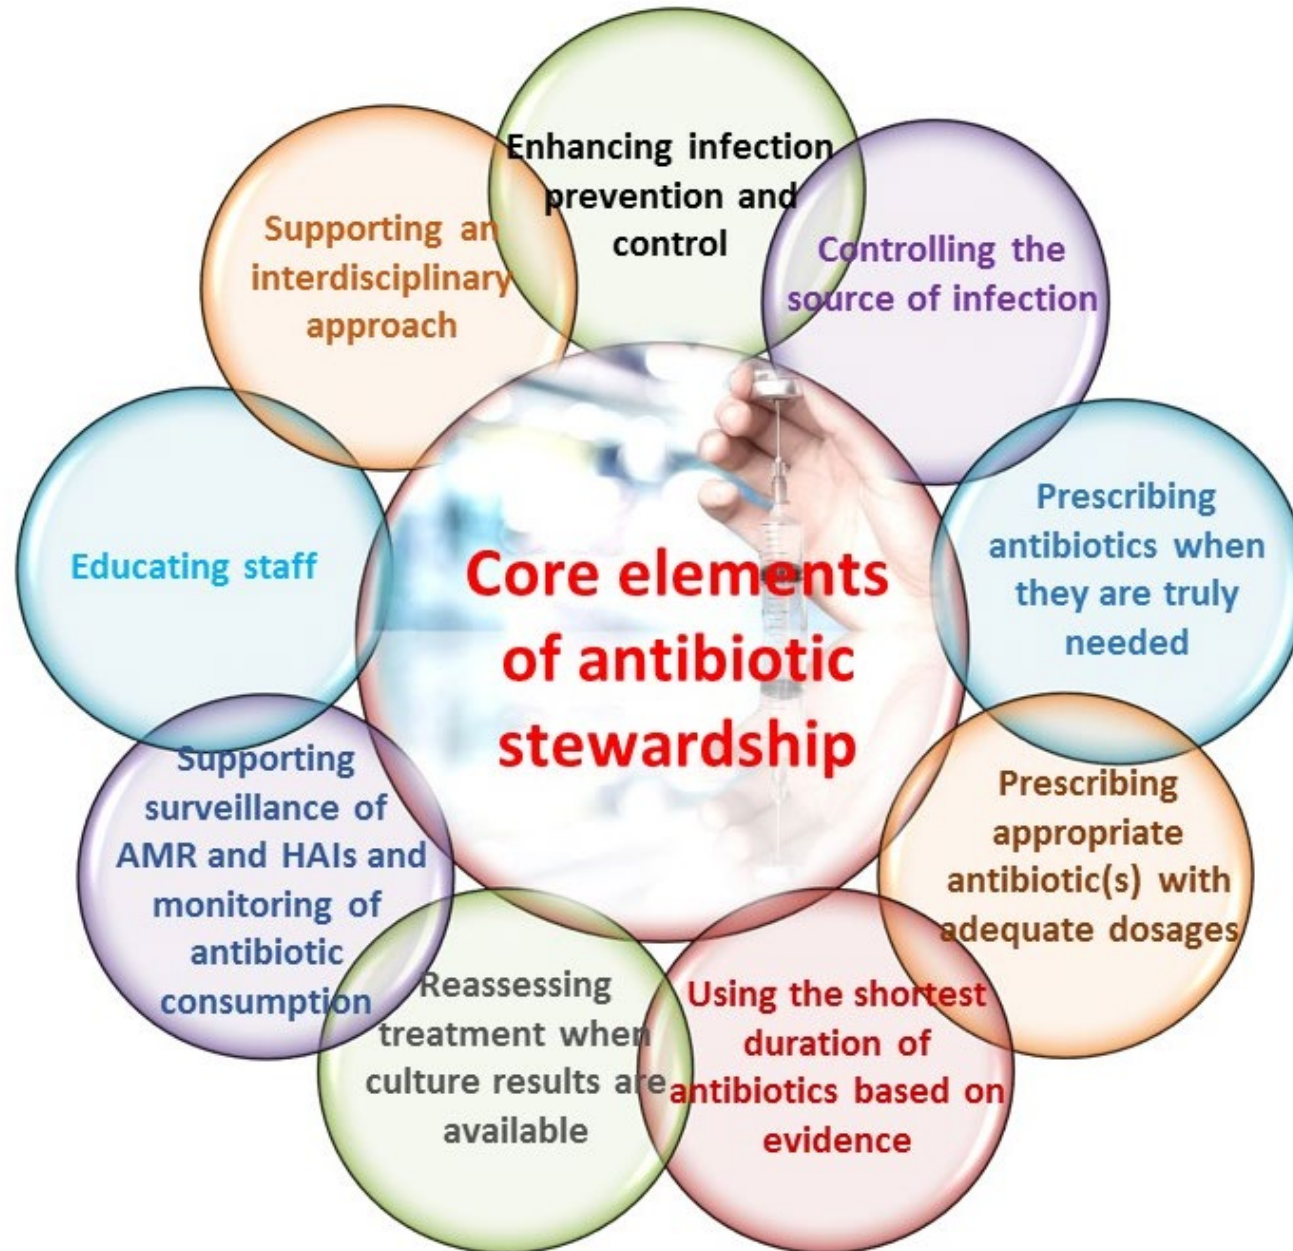 Enhancing infection
prevention and
control
Controlling the
source of infection
Prescribing
antibiotics when
they are truly
needed
Prescribing
appropriate
antibiotic(s) with
adequate dosages
Using the shortest
duration of
antibiotics based on
evidence
Reassessing
treatment when
culture results are
available
Supporting
surveillance of
AMR and HAIs and
monitoring of
antibiotic
consumption
Educating staff
Supporting an
interdisciplinary
approach
Core elements
of antibiotic
stewardship